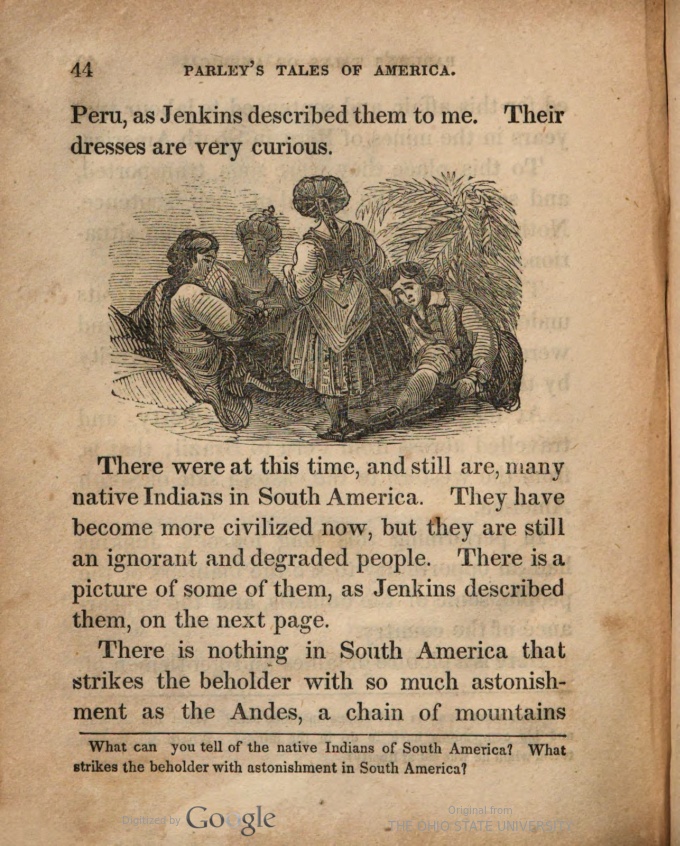 44 PARLEY'S TALES OF AMERICA.
Peru, as Jenkins described them to me. Their
dresses are very curious.
There were at this time, and still are, many
native Indians in South America. They have
become more civilized now, but they are still
an ignorant and degraded people. There is a
picture of some of them, as Jenkins described
them, on the next page.
There is nothing in South America that
strikes the beholder with so much astonish-
ment as the Andes, a chain of mountains
What can you tell of the native Indians of South America? What
strikes the beholder with astonishment in South America?
Digitized by Google
Original from
THE OHIO STATE UNIVERSITY